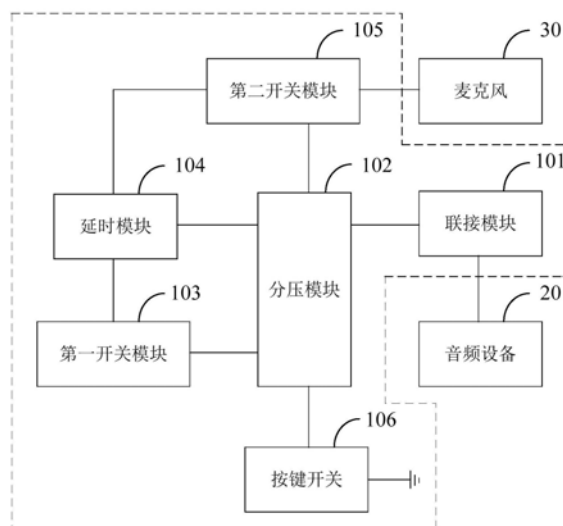 105
30
第二开关模块
麦克风
104
102
101
延时模块
联接模块
103
分压模块
20
第一开关模块
音频设备
106
按键开关